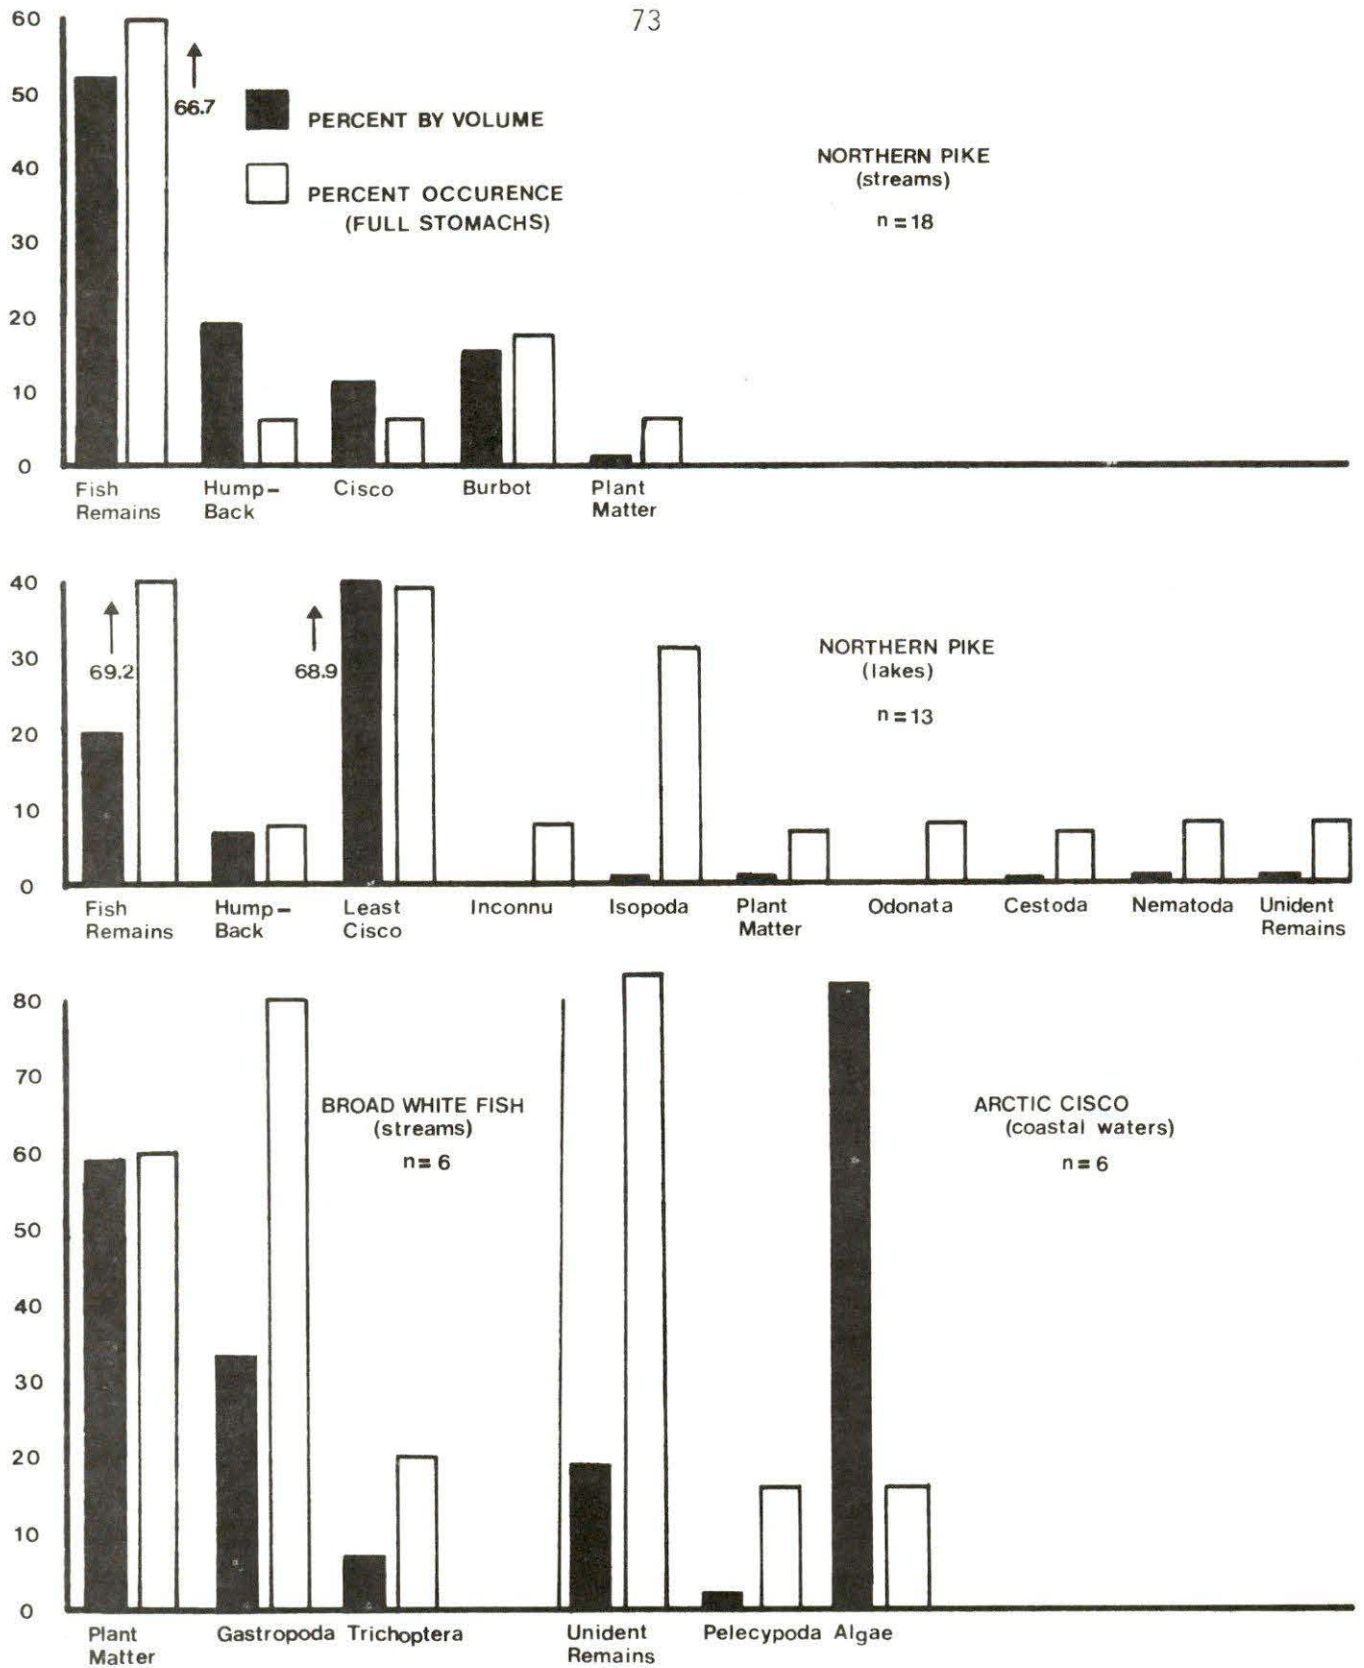 73
60
50
40
30
20
10
0
66.7
PERCENT BY VOLUME
PERCENT OCCURENCE
(FULL STOMACHS)
NORTHERN PIKE
(streams)
n=18
Fish Remains
Hump-Back
Cisco
Burbot
Plant Matter
40
30
20
10
0
69.2
68.9
NORTHERN PIKE
(lakes)
n=13
Fish Remains
Hump-Back
Least Cisco
Inconnu
Isopoda
Plant Matter
Odonata
Cestoda
Nematoda
Unident Remains
80
70
60
50
40
30
20
10
0
BROAD WHITE FISH
(streams)
n=6
ARCTIC CISCO
(coastal waters)
n=6
Plant Matter
Gastropoda
Trichoptera
Unident Remains
Pelecypoda
Algae